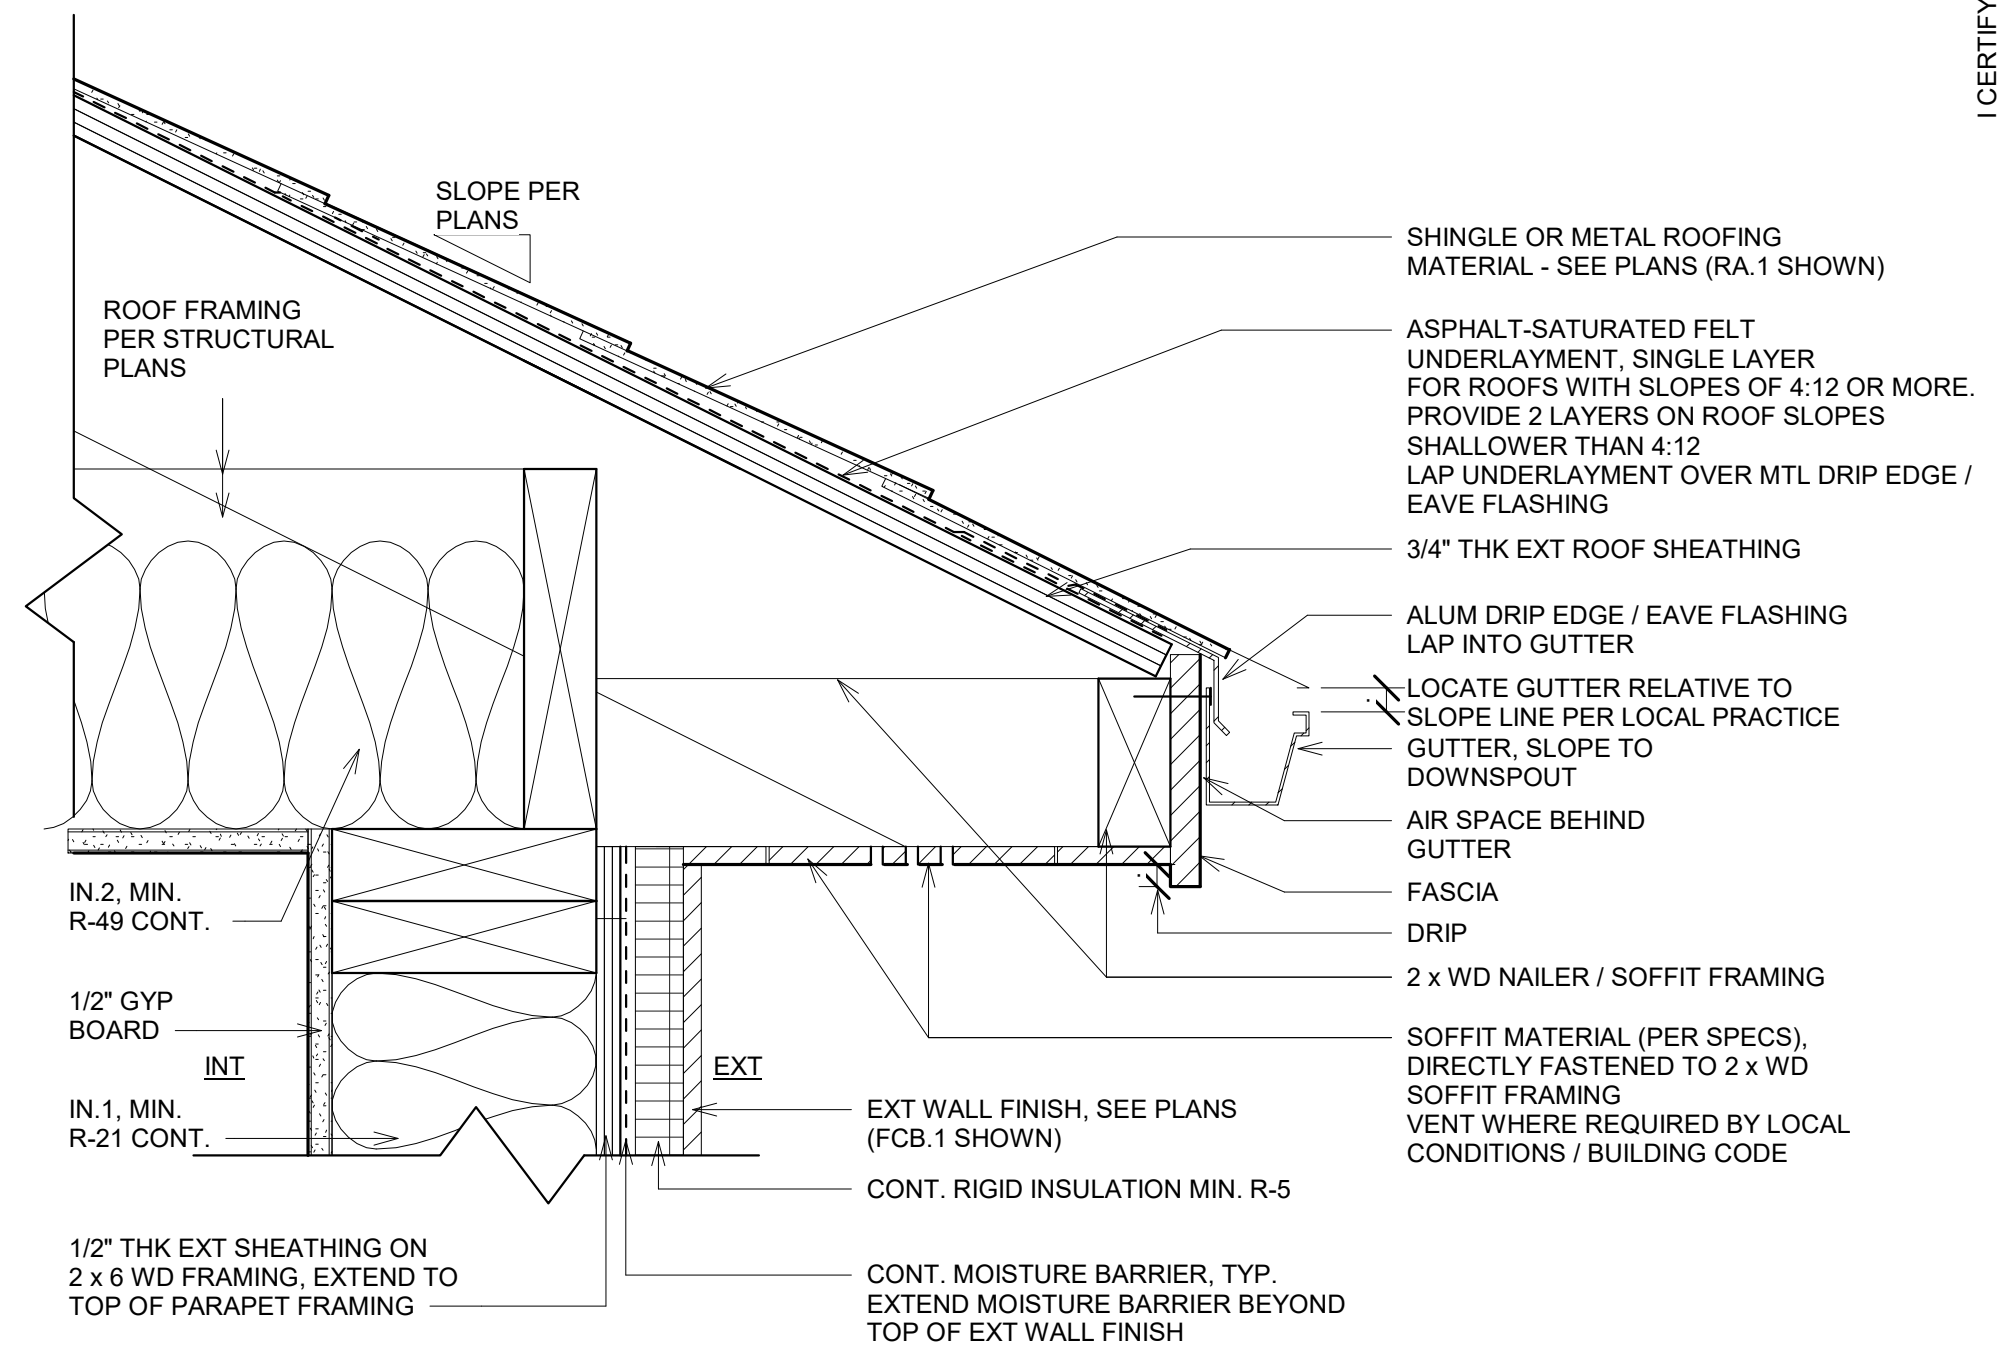 I CERTIFY
SLOPE PER
PLANS
ROOF FRAMING
PER STRUCTURAL
PLANS
SHINGLE OR METAL ROOFING
MATERIAL - SEE PLANS (RA.1 SHOWN)
ASPHALT-SATURATED FELT
UNDERLAYMENT, SINGLE LAYER
FOR ROOFS WITH SLOPES OF 4:12 OR MORE.
PROVIDE 2 LAYERS ON ROOF SLOPES
SHALLOWER THAN 4:12
LAP UNDERLAYMENT OVER MTL DRIP EDGE /
EAVE FLASHING
3/4" THK EXT ROOF SHEATHING
ALUM DRIP EDGE / EAVE FLASHING
LAP INTO GUTTER
LOCATE GUTTER RELATIVE TO
SLOPE LINE PER LOCAL PRACTICE
GUTTER, SLOPE TO
DOWNSPOUT
AIR SPACE BEHIND
GUTTER
FASCIA
DRIP
2 x WD NAILER / SOFFIT FRAMING
SOFFIT MATERIAL (PER SPECS),
DIRECTLY FASTENED TO 2 x WD
SOFFIT FRAMING
VENT WHERE REQUIRED BY LOCAL
CONDITIONS / BUILDING CODE
IN.2, MIN.
R-49 CONT.
1/2" GYP
BOARD
INT
EXT
IN.1, MIN.
R-21 CONT.
EXT WALL FINISH, SEE PLANS
(FCB.1 SHOWN)
CONT. RIGID INSULATION MIN. R-5
1/2" THK EXT SHEATHING ON
2 x 6 WD FRAMING, EXTEND TO
TOP OF PARAPET FRAMING
CONT. MOISTURE BARRIER, TYP.
EXTEND MOISTURE BARRIER BEYOND
TOP OF EXT WALL FINISH